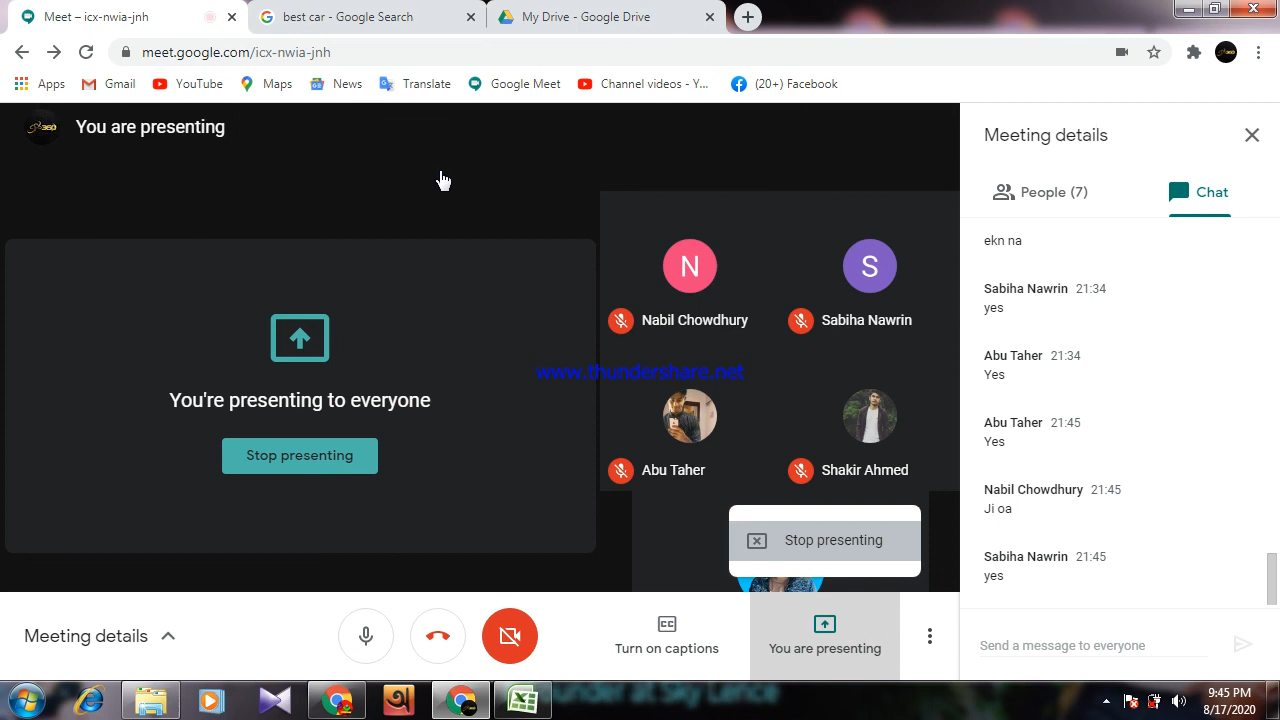 Meet – icx-nwia-jnh
best car - Google Search
My Drive - Google Drive
meet.google.com/icx-nwia-jnh
Apps
Gmail
YouTube
Maps
News
Translate
Google Meet
Channel videos - Y...
(20+) Facebook
You are presenting
You're presenting to everyone
Stop presenting
N
Nabil Chowdhury
S
Sabiha Nawrin
www.thundershare.net
Abu Taher
Shakir Ahmed
Stop presenting
Meeting details
People (7)
Chat
ekn na
Sabiha Nawrin 21:34
yes
Abu Taher 21:34
Yes
Abu Taher 21:45
Yes
Nabil Chowdhury 21:45
Ji oa
Sabiha Nawrin 21:45
yes
Send a message to everyone
Meeting details
CC
Turn on captions
You are presenting
9:45 PM
8/17/2020